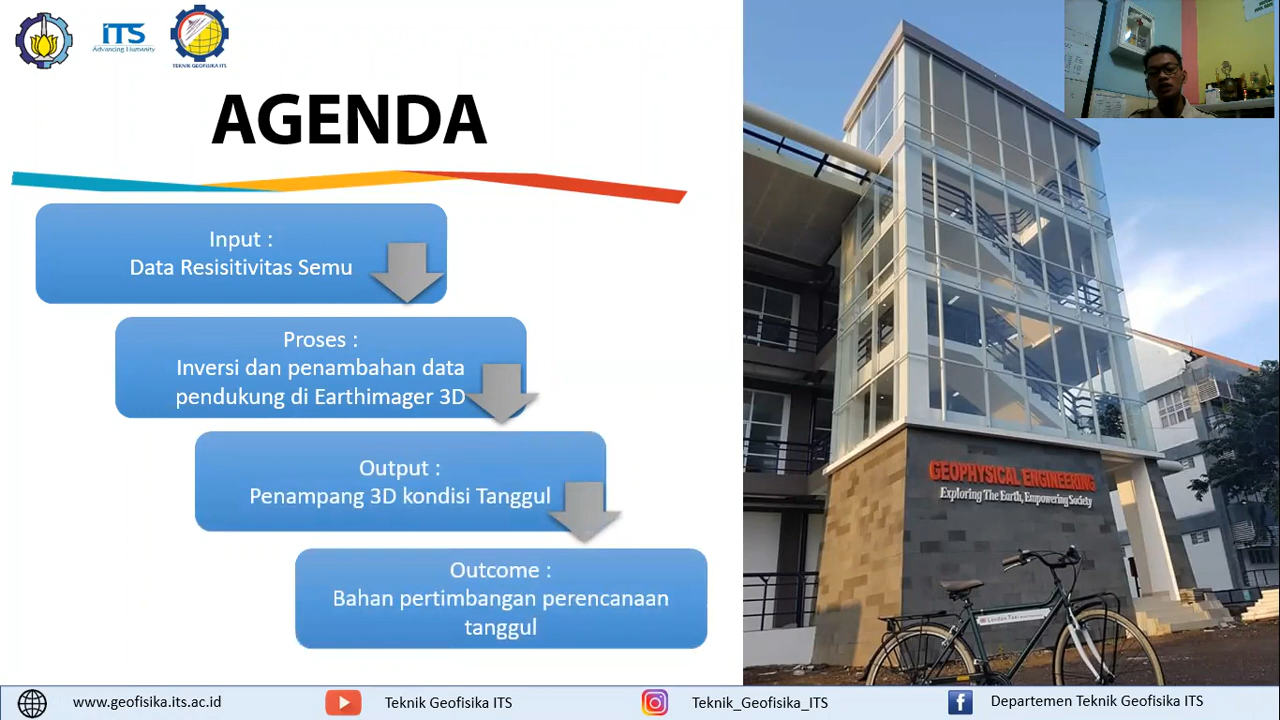 ITS
Advancing Humanity
TEKNIK GEOFISIKA ITS
AGENDA
Input :
Data Resisitivitas Semu
Proses :
Inversi dan penambahan data
pendukung di Earthimager 3D
Output :
Penampang 3D kondisi Tanggul
Outcome :
Bahan pertimbangan perencanaan
tanggul
GEOPHYSICAL ENGINEERING
Exploring The Earth, Empowering Society
www.geofisika.its.ac.id
Teknik Geofisika ITS
Teknik_Geofisika_ITS
Departemen Teknik Geofisika ITS